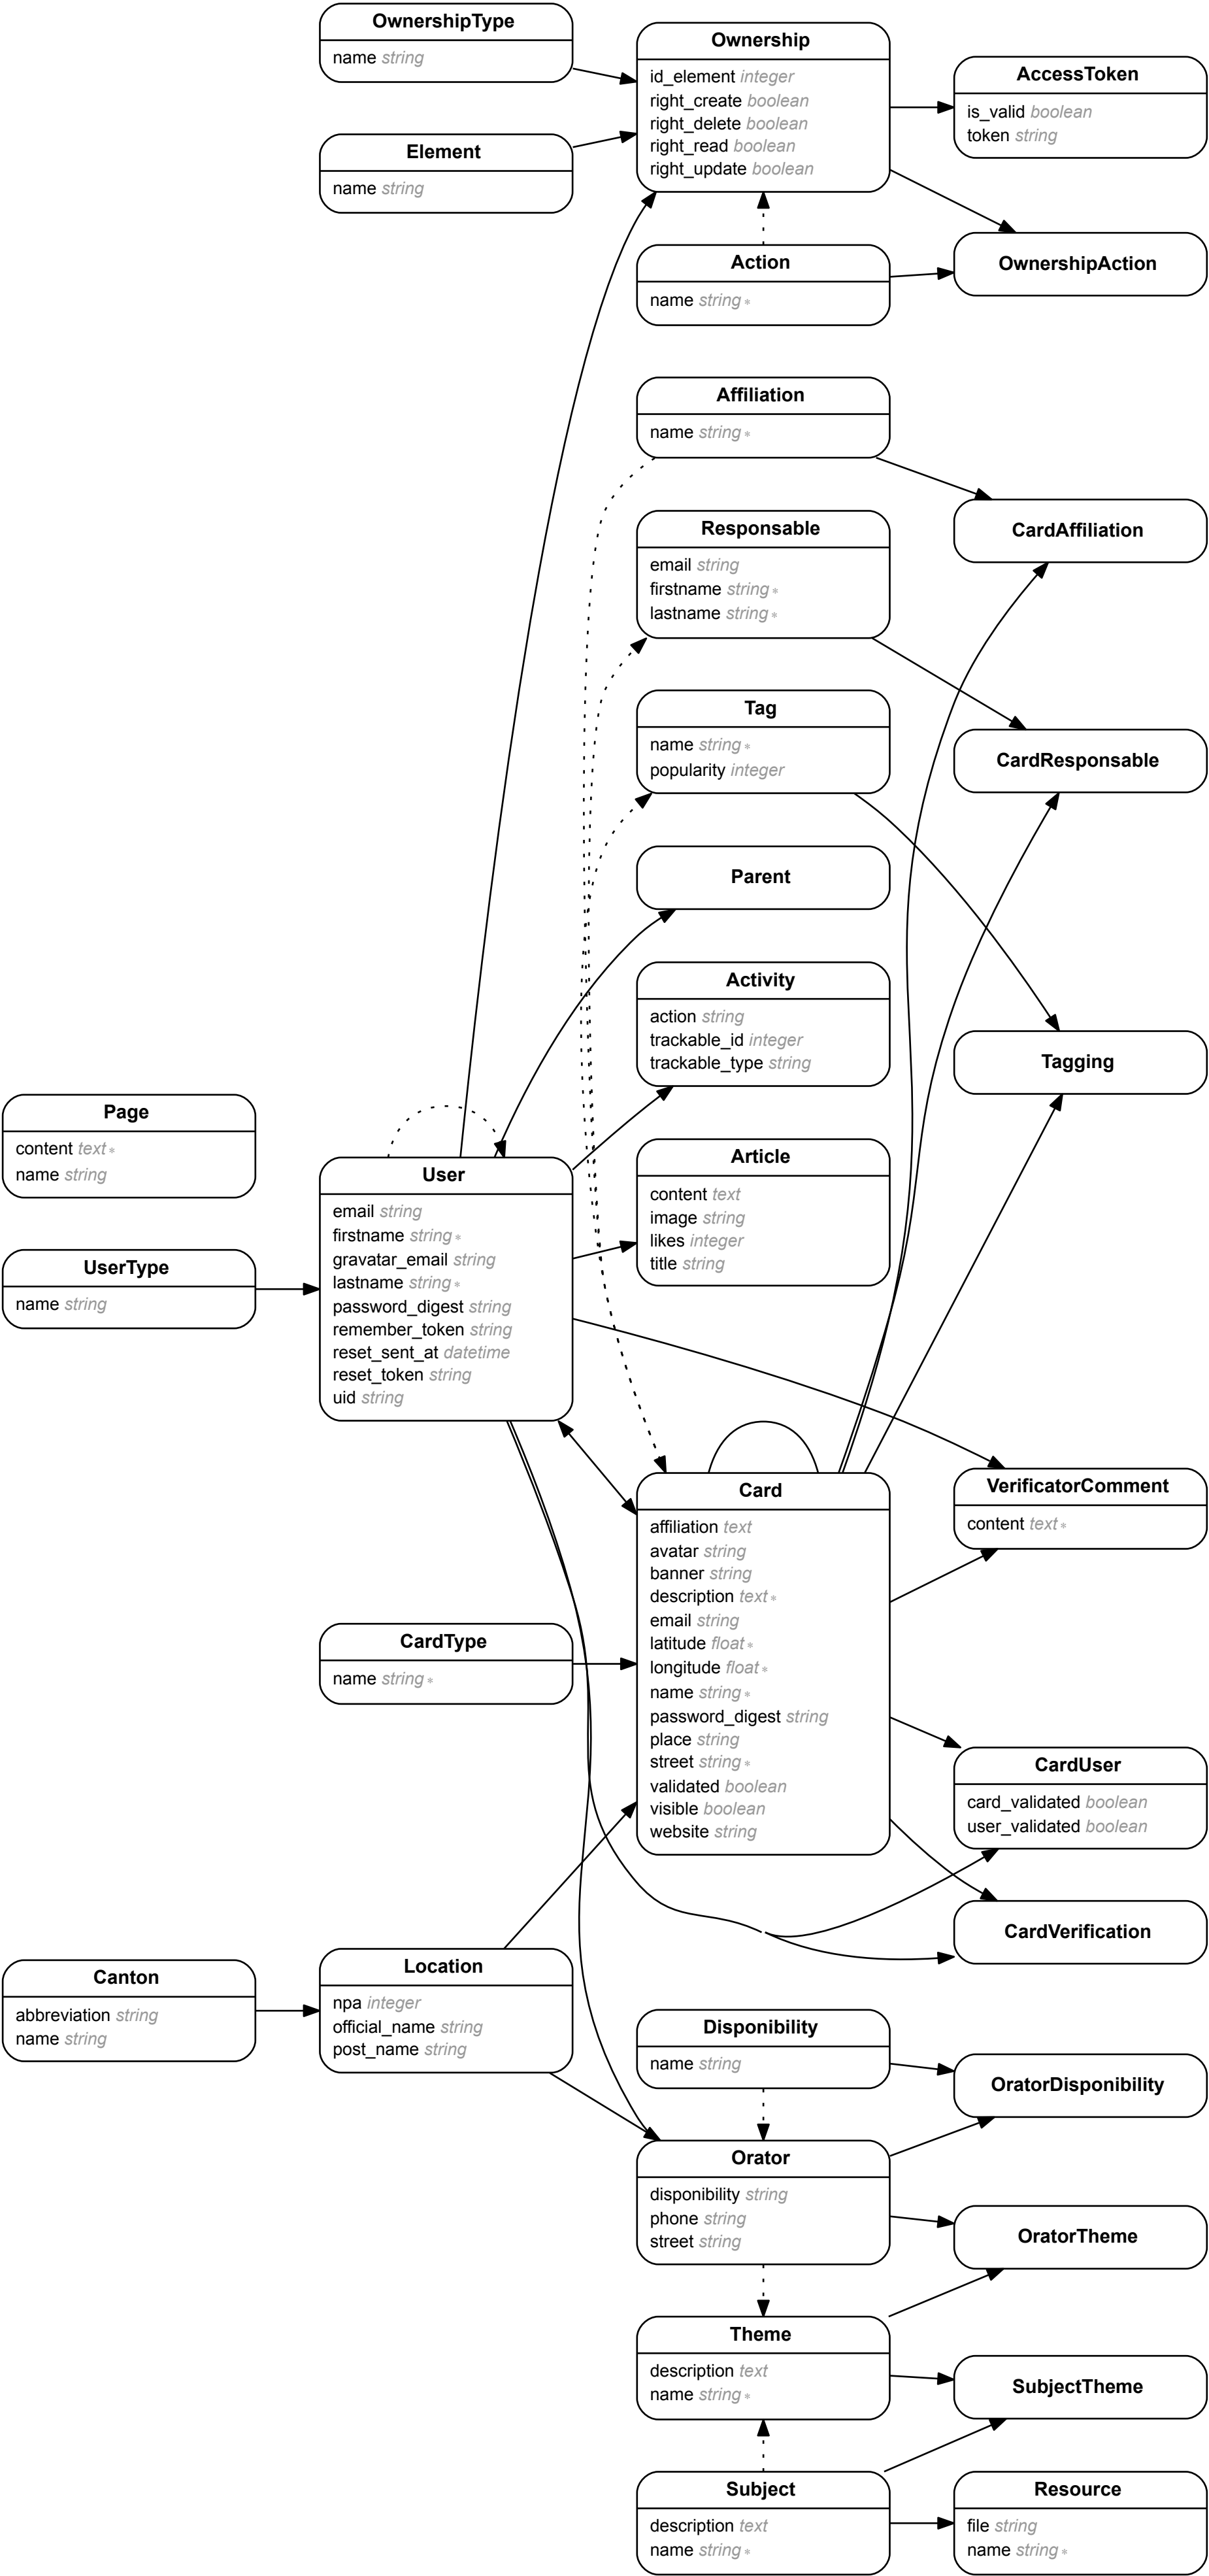 OwnershipType
name string
Element
name string
Ownership
id_element integer
right_create boolean
right_delete boolean
right_read boolean
right_update boolean
AccessToken
is_valid boolean
token string
OwnershipAction
Action
name string *
Affiliation
name string *
CardAffiliation
Responsable
email string
firstname string *
lastname string *
CardResponsable
Tag
name string *
popularity integer
Parent
Activity
action string
trackable_id integer
trackable_type string
Tagging
Page
content text *
name string
UserType
name string
User
email string
firstname string *
gravatar_email string
lastname string *
password_digest string
remember_token string
reset_sent_at datetime
reset_token string
uid string
Article
content text
image string
likes integer
title string
VerificatorComment
content text *
Card
affiliation text
avatar string
banner string
description text *
email string
latitude float *
longitude float *
name string *
password_digest string
place string
street string *
validated boolean
visible boolean
website string
CardType
name string *
CardUser
card_validated boolean
user_validated boolean
CardVerification
Canton
abbreviation string
name string
Location
npa integer
official_name string
post_name string
Disponibility
name string
OratorDisponibility
Orator
disponibility string
phone string
street string
OratorTheme
Theme
description text
name string *
SubjectTheme
Subject
description text
name string *
Resource
file string
name string *